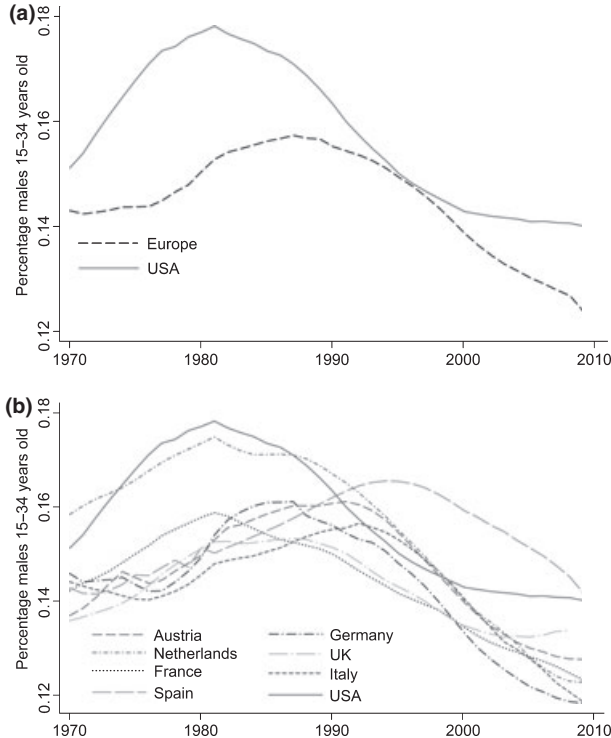 (a)
Percentage males 15–34 years old
0.18
0.16
0.14
0.12
Europe
USA
1970 1980 1990 2000 2010
(b)
Percentage males 15–34 years old
0.18
0.16
0.14
0.12
Austria
Netherlands
France
Spain
Germany
UK
Italy
USA
1970 1980 1990 2000 2010